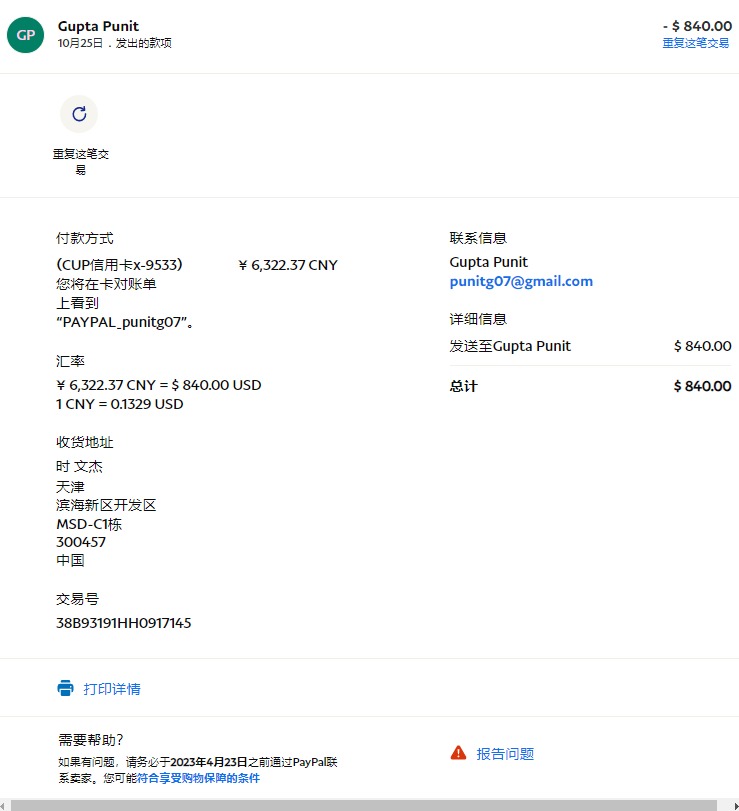 GP
Gupta Punit
- $ 840.00
10月25日 . 发出的款项
重复这笔交易
重复这笔交
易
付款方式
(CUP信用卡x-9533)
¥ 6,322.37 CNY
您将在卡对账单
上看到
“PAYPAL_punitg07”。
汇率
¥ 6,322.37 CNY = $ 840.00 USD
1 CNY = 0.1329 USD
收货地址
时 文杰
天津
滨海新区开发区
MSD-C1栋
300457
中国
交易号
38B93191HH0917145
联系信息
Gupta Punit
punitg07@gmail.com
详细信息
发送至Gupta Punit
$ 840.00
总计
$ 840.00
打印详情
需要帮助?
如果有问题，请务必于2023年4月23日之前通过PayPal联
系卖家。您可能符合享受购物保障的条件
报告问题